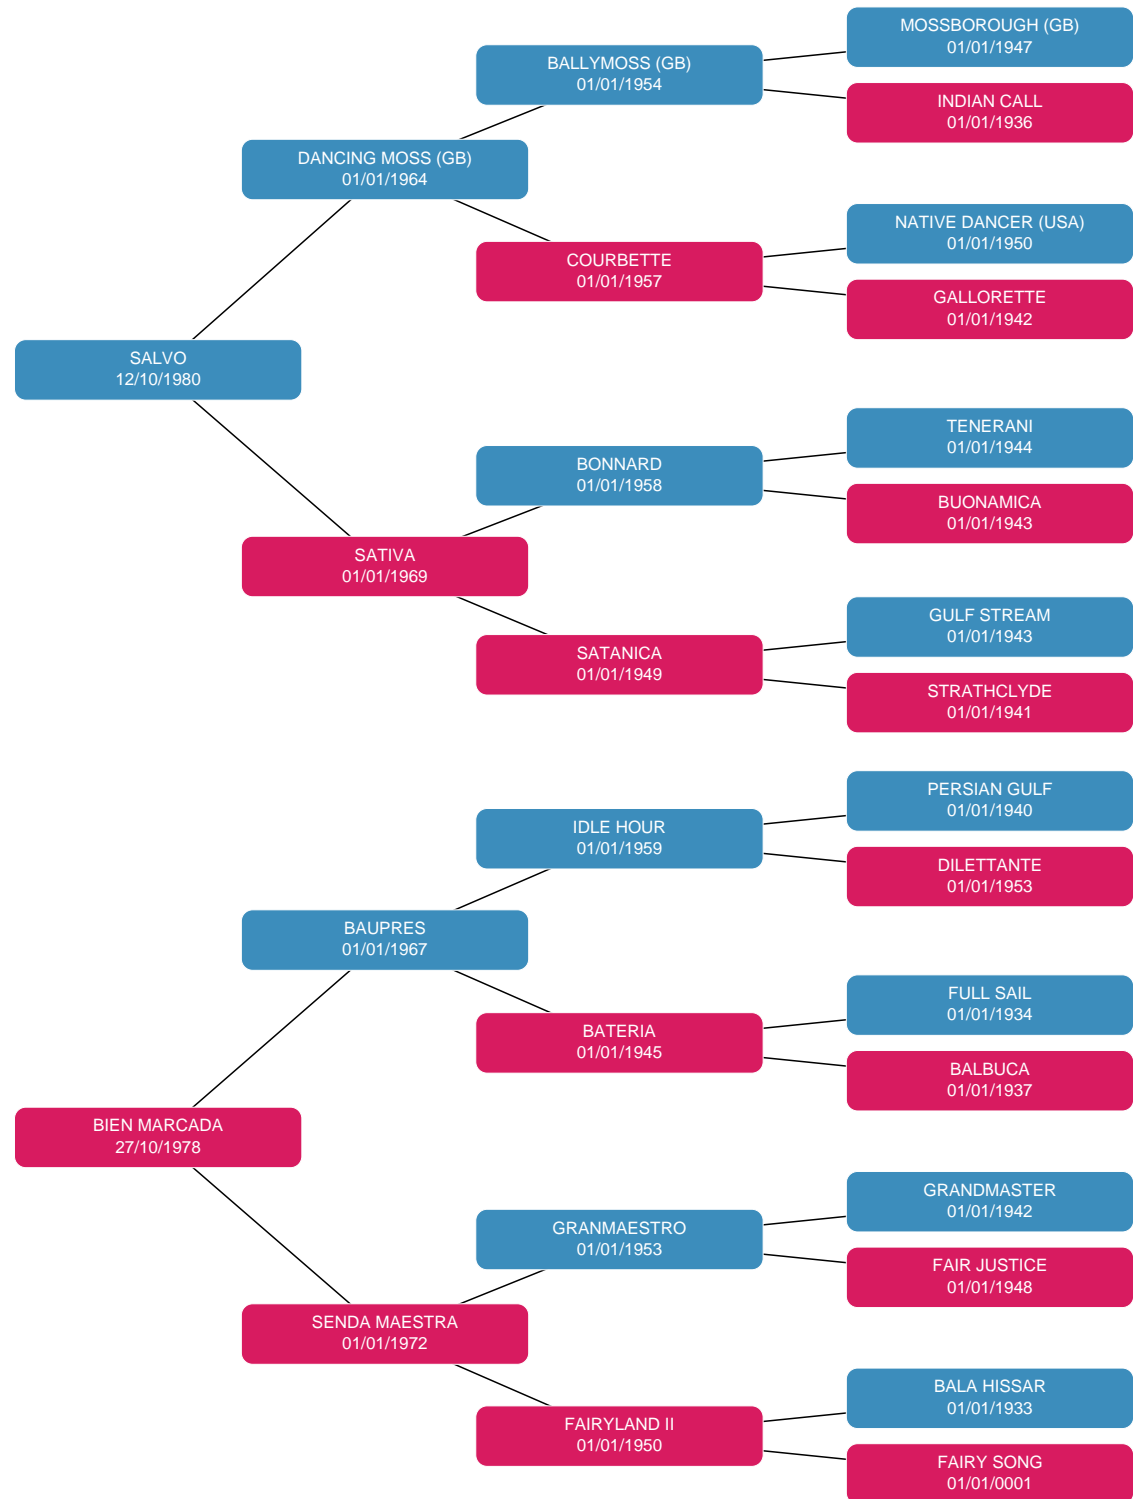 MOSSBOROUGH (GB)
01/01/1947
BALLYMOSS (GB)
01/01/1954
INDIAN CALL
01/01/1936
DANCING MOSS (GB)
01/01/1964
NATIVE DANCER (USA)
01/01/1950
COURBETTE
01/01/1957
GALLORETTE
01/01/1942
SALVO
12/10/1980
TENERANI
01/01/1944
BONNARD
01/01/1958
BUONAMICA
01/01/1943
SATIVA
01/01/1969
GULF STREAM
01/01/1943
SATANICA
01/01/1949
STRATHCLYDE
01/01/1941
PERSIAN GULF
01/01/1940
IDLE HOUR
01/01/1959
DILETTANTE
01/01/1953
BAUPRES
01/01/1967
FULL SAIL
01/01/1934
BATERIA
01/01/1945
BALBUCA
01/01/1937
BIEN MARCADA
27/10/1978
GRANDMASTER
01/01/1942
GRANMAESTRO
01/01/1953
FAIR JUSTICE
01/01/1948
SENDA MAESTRA
01/01/1972
BALA HISSAR
01/01/1933
FAIRYLAND II
01/01/1950
FAIRY SONG
01/01/0001